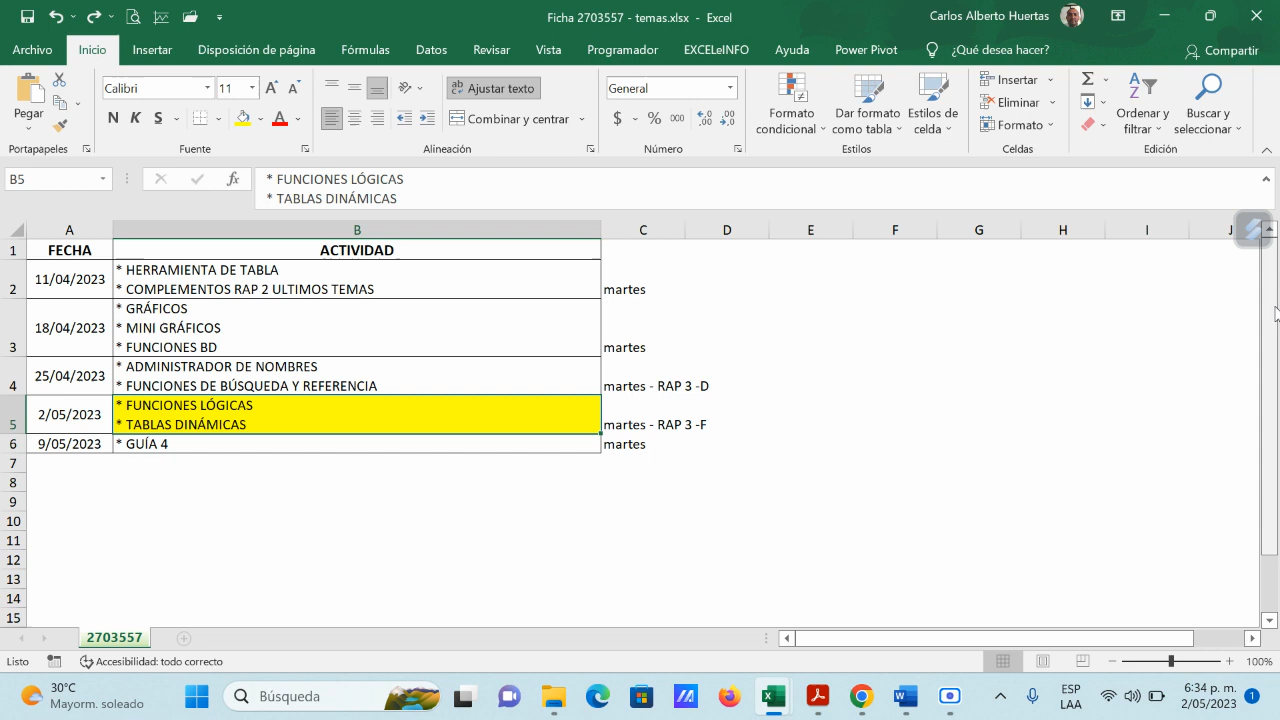 Ficha 2703557 - temas.xlsx - Excel
Carlos Alberto Huertas
Archivo Inicio Insertar Disposición de página Fórmulas Datos Revisar Vista Programador EXCELeINFO Ayuda Power Pivot ¿Qué desea hacer? Compartir
Pegar
Portapapeles
Calibri 11
N K S
Fuente
Ajustar texto
Combinar y centrar
Alineación
General
$ % 000
Número
Formato condicional
Dar formato como tabla
Estilos de celda
Estilos
Insertar
Eliminar
Formato
Celdas
Ordenar y filtrar
Buscar y seleccionar
Edición
B5
fx
* FUNCIONES LÓGICAS
* TABLAS DINÁMICAS
A B C D E F G H I J
1 FECHA ACTIVIDAD
2 11/04/2023 * HERRAMIENTA DE TABLA
* COMPLEMENTOS RAP 2 ULTIMOS TEMAS martes
3 18/04/2023 * GRÁFICOS
* MINI GRÁFICOS
* FUNCIONES BD martes
4 25/04/2023 * ADMINISTRADOR DE NOMBRES
* FUNCIONES DE BÚSQUEDA Y REFERENCIA martes - RAP 3 -D
5 2/05/2023 * FUNCIONES LÓGICAS
* TABLAS DINÁMICAS martes - RAP 3 -F
6 9/05/2023 * GUÍA 4 martes
7
8
9
10
11
12
13
14
15
2703557
Listo Accesibilidad: todo correcto 100%
30°C
Mayorm. soleado
Búsqueda
ESP
LAA
6:34 p. m.
2/05/2023
1